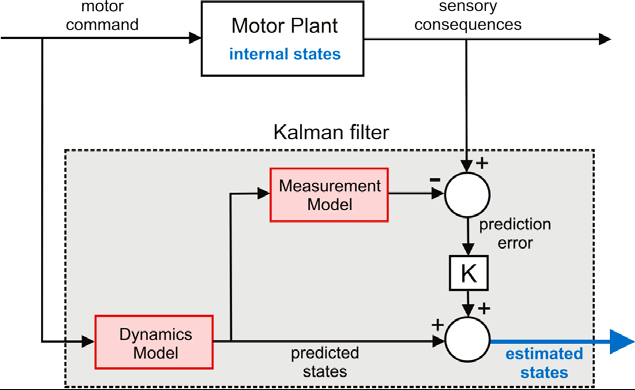 motor
command
Motor Plant
internal states
sensory
consequences
Kalman filter
+
Measurement
Model
-
prediction
error
K
+
+
Dynamics
Model
predicted
states
estimated
states